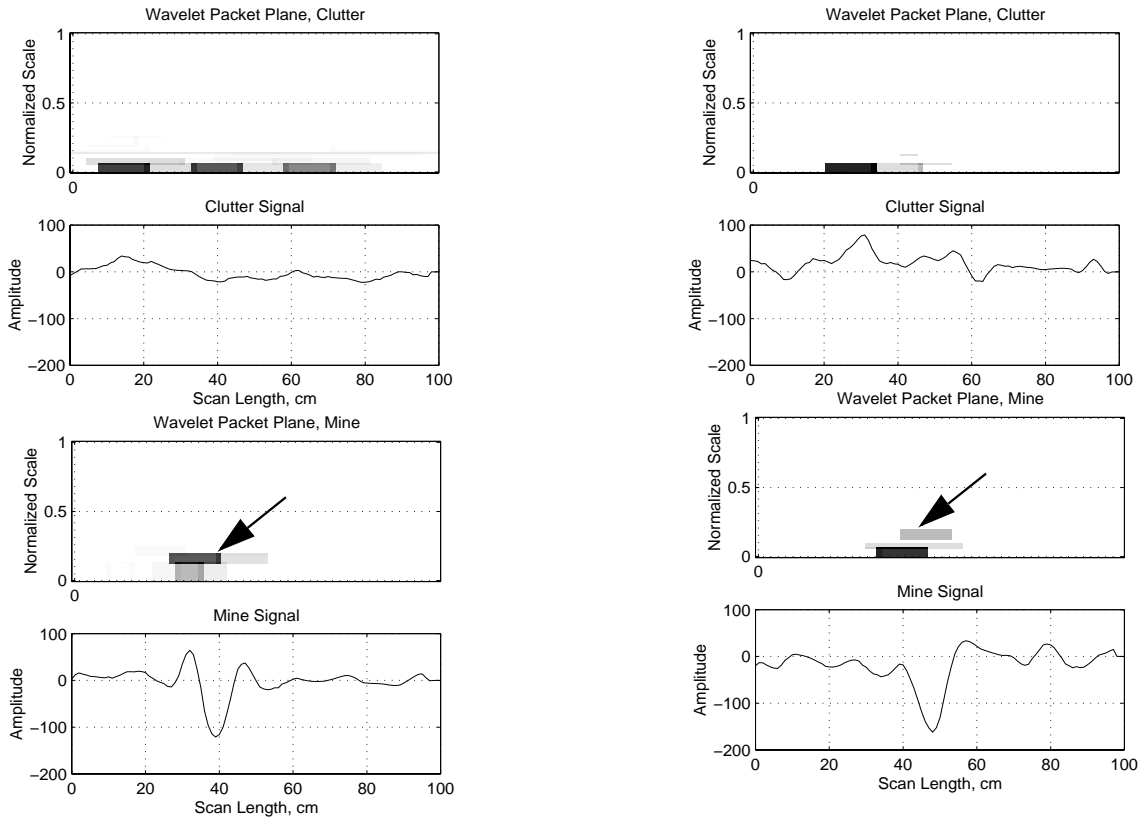 Wavelet Packet Plane, Clutter
1
0.5
0
Normalized Scale
0
Clutter Signal
100
0
−100
−200
Amplitude
0 20 40 60 80 100
Scan Length, cm
Wavelet Packet Plane, Mine
1
0.5
0
Normalized Scale
0
Mine Signal
100
0
−100
−200
Amplitude
0 20 40 60 80 100
Scan Length, cm
Wavelet Packet Plane, Clutter
1
0.5
0
Normalized Scale
0
Clutter Signal
100
0
−100
−200
Amplitude
0 20 40 60 80 100
Scan Length, cm
Wavelet Packet Plane, Mine
1
0.5
0
Normalized Scale
0
Mine Signal
100
0
−100
−200
Amplitude
0 20 40 60 80 100
Scan Length, cm